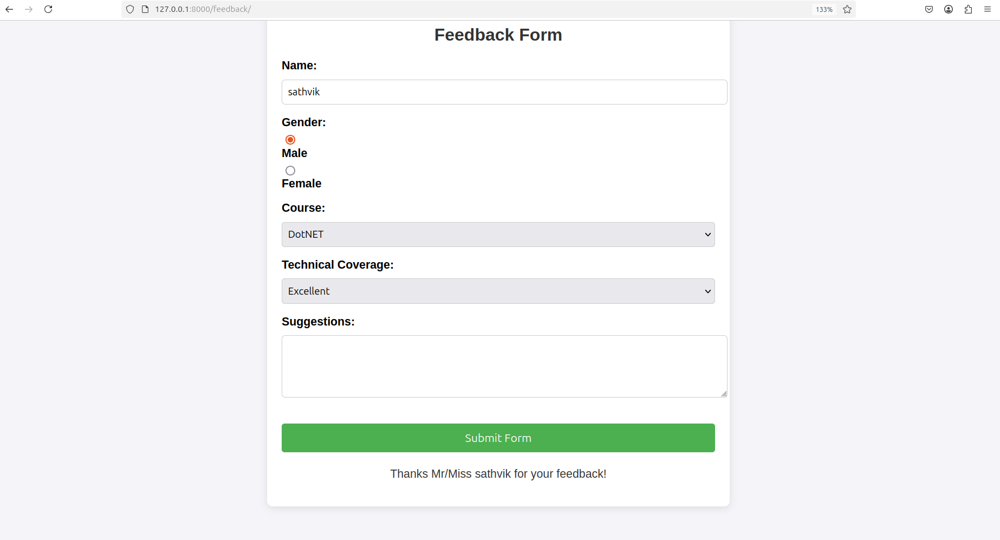 127.0.0.1:8000/feedback/
133%
Feedback Form
Name:
sathvik
Gender:
Male
Female
Course:
DotNET
Technical Coverage:
Excellent
Suggestions:
Submit Form
Thanks Mr/Miss sathvik for your feedback!